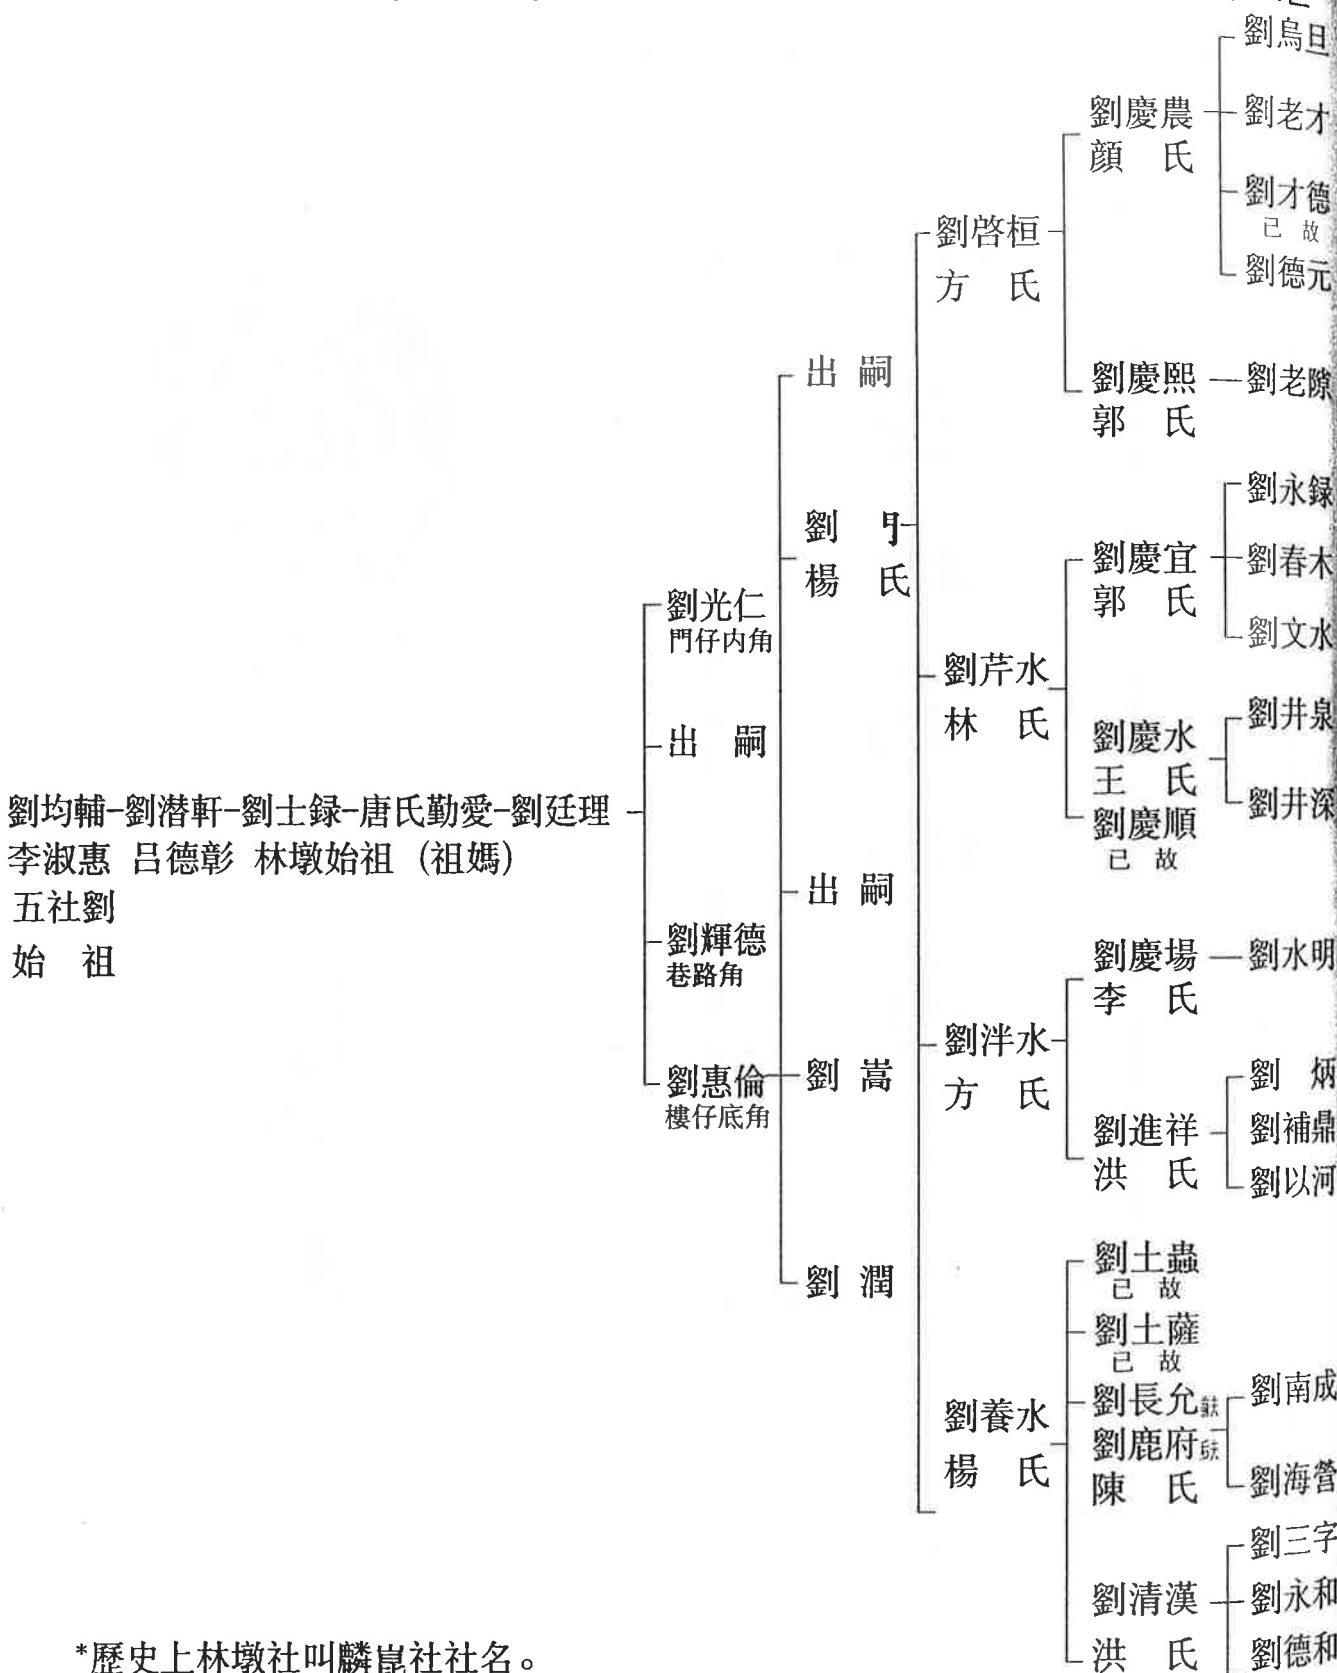 劉均輔-劉潜軒-劉士録-唐氏勤愛-劉廷理
李淑惠 吕德彰 林墩始祖（祖媽）
五社劉
始 祖
劉光仁
門仔内角
出 嗣
劉輝德
巷路角
劉惠倫
樓仔底角
出 嗣
劉
楊 氏
出 嗣
劉 嵩
劉 潤
劉啓桓
方 氏
劉芹水
林 氏
劉泮水
方 氏
劉養水
楊 氏
劉慶農
顔 氏
劉慶熙
郭 氏
劉慶宜
郭 氏
劉慶水
王 氏
劉慶順
已 故
劉慶場
李 氏
劉進祥
洪 氏
劉土蟲
已 故
劉土薩
已 故
劉長允
劉鹿府
陳 氏
劉清漢
洪 氏
劉烏旦
劉老才
劉才德
已 故
劉德元
劉老隙
劉永録
劉春木
劉文水
劉井泉
劉井深
劉水明
劉 炳
劉補鼎
劉以河
劉南成
劉海營
劉三字
劉永和
劉德和
*歷史上林墩社叫麟崑社社名。